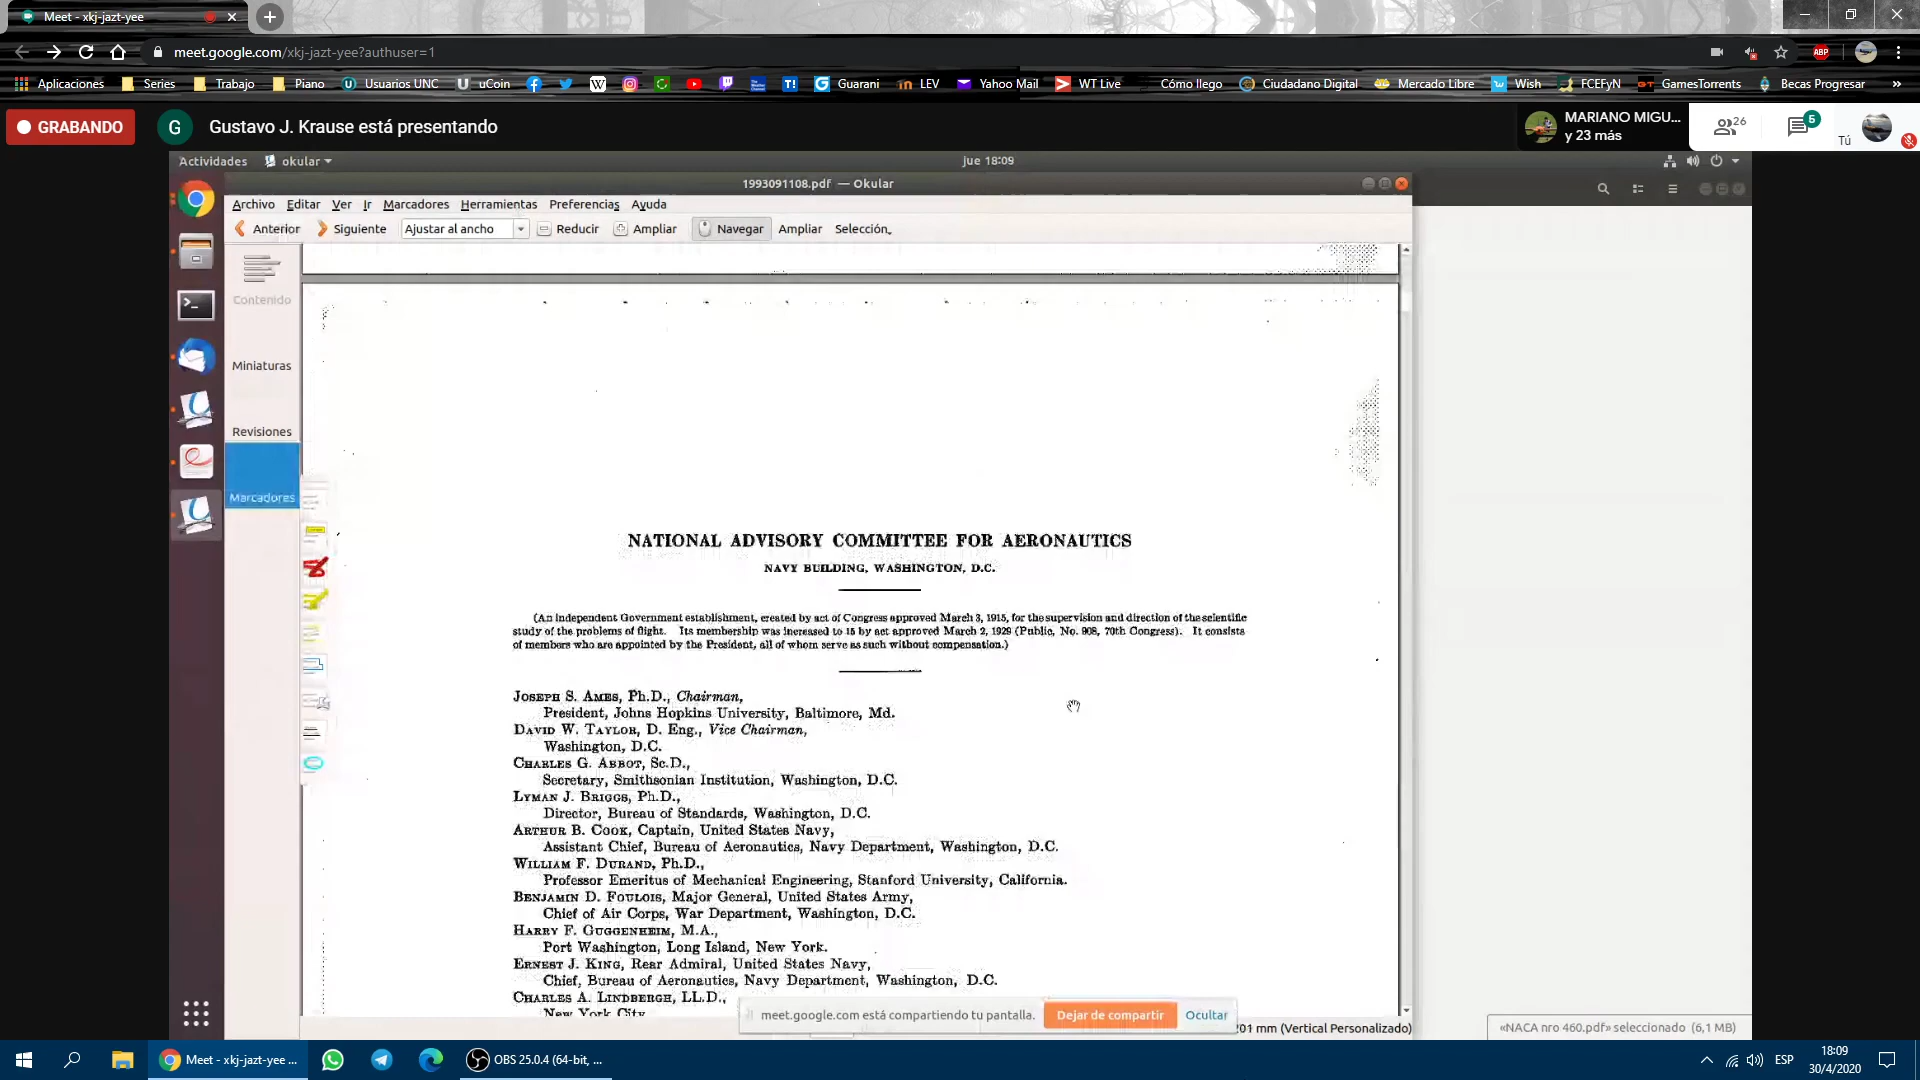 Meet - xkj-jazt-yee
meet.google.com/xkj-jazt-yee?authuser=1
ABP
Aplicaciones
Series
Trabajo
Piano
Usuarios UNC
uCoin
Guarani
LEV
Yahoo Mail
WT Live
Cómo llego
Ciudadano Digital
Mercado Libre
Wish
FCEFyN
GamesTorrents
Becas Progresar
»
GRABANDO
G
Gustavo J. Krause está presentando
MARIANO MIGU...
y 23 más
26
5
Tú
Actividades
okular
jue 18:09
1993091108.pdf — Okular
Archivo Editar Ver Ir Marcadores Herramientas Preferencias Ayuda
Anterior Siguiente Ajustar al ancho Reducir Ampliar Navegar Ampliar Selección
Contenido
Miniaturas
Revisiones
Marcadores
NATIONAL ADVISORY COMMITTEE FOR AERONAUTICS
NAVY BUILDING, WASHINGTON, D.C.
(An independent Government establishment, created by act of Congress approved March 3, 1915, for the supervision and direction of the scientific
study of the problems of flight. Its membership was increased to 15 by act approved March 2, 1929 (Public, No. 908, 70th Congress). It consists
of members who are appointed by the President, all of whom serve as such without compensation.)
JOSEPH S. AMES, Ph.D., Chairman,
President, Johns Hopkins University, Baltimore, Md.
DAVID W. TAYLOR, D. Eng., Vice Chairman,
Washington, D.C.
CHARLES G. ABBOT, Sc.D.,
Secretary, Smithsonian Institution, Washington, D.C.
LYMAN J. BRIGGS, Ph.D.,
Director, Bureau of Standards, Washington, D.C.
ARTHUR B. COOK, Captain, United States Navy,
Assistant Chief, Bureau of Aeronautics, Navy Department, Washington, D.C.
WILLIAM F. DURAND, Ph.D.,
Professor Emeritus of Mechanical Engineering, Stanford University, California.
BENJAMIN D. FOULOIS, Major General, United States Army,
Chief of Air Corps, War Department, Washington, D.C.
HARRY F. GUGGENHEIM, M.A.,
Port Washington, Long Island, New York.
ERNEST J. KING, Rear Admiral, United States Navy,
Chief, Bureau of Aeronautics, Navy Department, Washington, D.C.
CHARLES A. LINDBERGH, LL.D.,
New York City.
meet.google.com está compartiendo tu pantalla.
Dejar de compartir
Ocultar
201 mm (Vertical Personalizado)
«NACA nro 460.pdf» seleccionado (6,1 MB)
Meet - xkj-jazt-yee ...
OBS 25.0.4 (64-bit, ...
ESP
18:09
30/4/2020